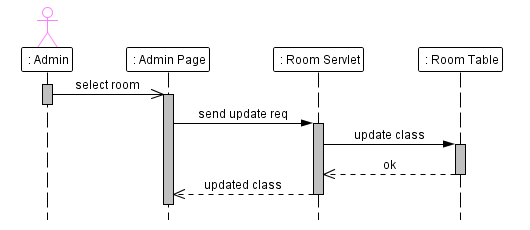 : Admin
: Admin Page
: Room Servlet
: Room Table
select room
send update req
update class
ok
updated class